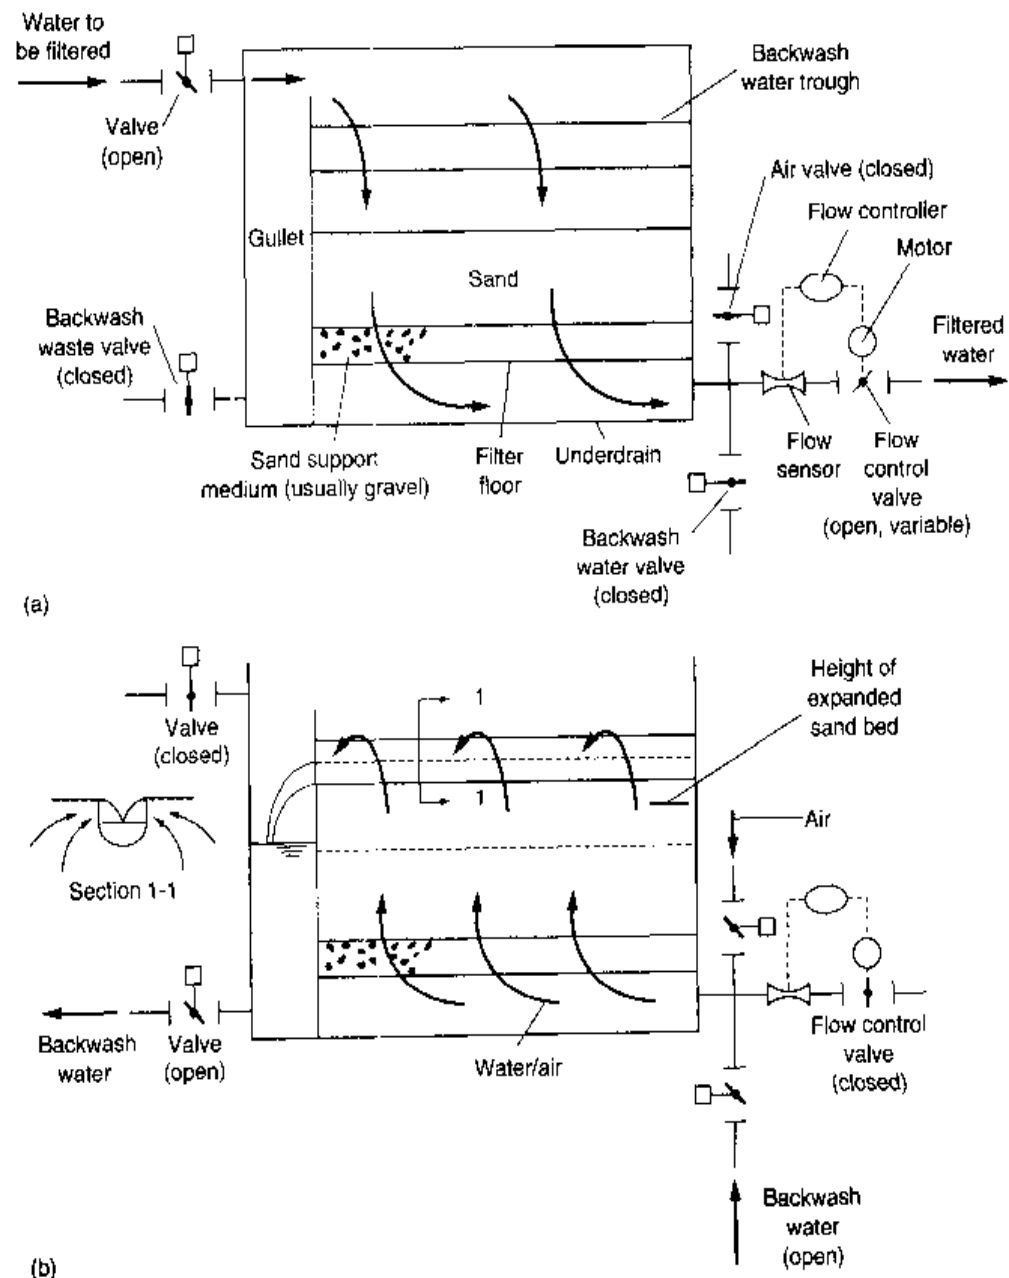 Water to
be filtered
Valve
(open)
Backwash
water trough
Air valve (closed)
Flow controller
Motor
Gullet
Sand
Backwash
waste valve
(closed)
Filtered
water
Sand support
medium (usually gravel)
Filter
floor
Underdrain
Flow
sensor
Flow
control
valve
(open, variable)
Backwash
water valve
(closed)
(a)
Valve
(closed)
1
1
Height of
expanded
sand bed
Section 1-1
Air
Backwash
water
Valve
(open)
Water/air
Flow control
valve
(closed)
Backwash
water
(open)
(b)